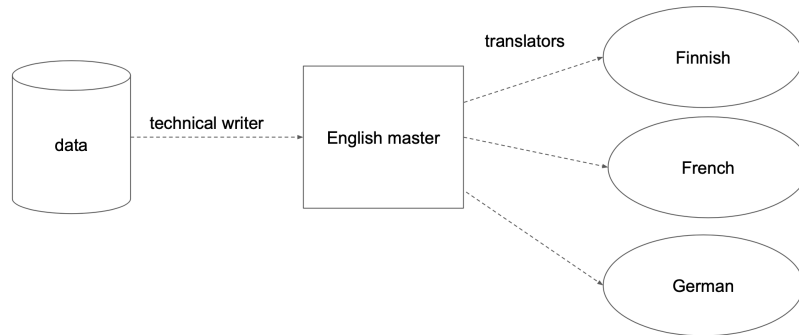 translators
Finnish
technical writer
data
English master
French
German